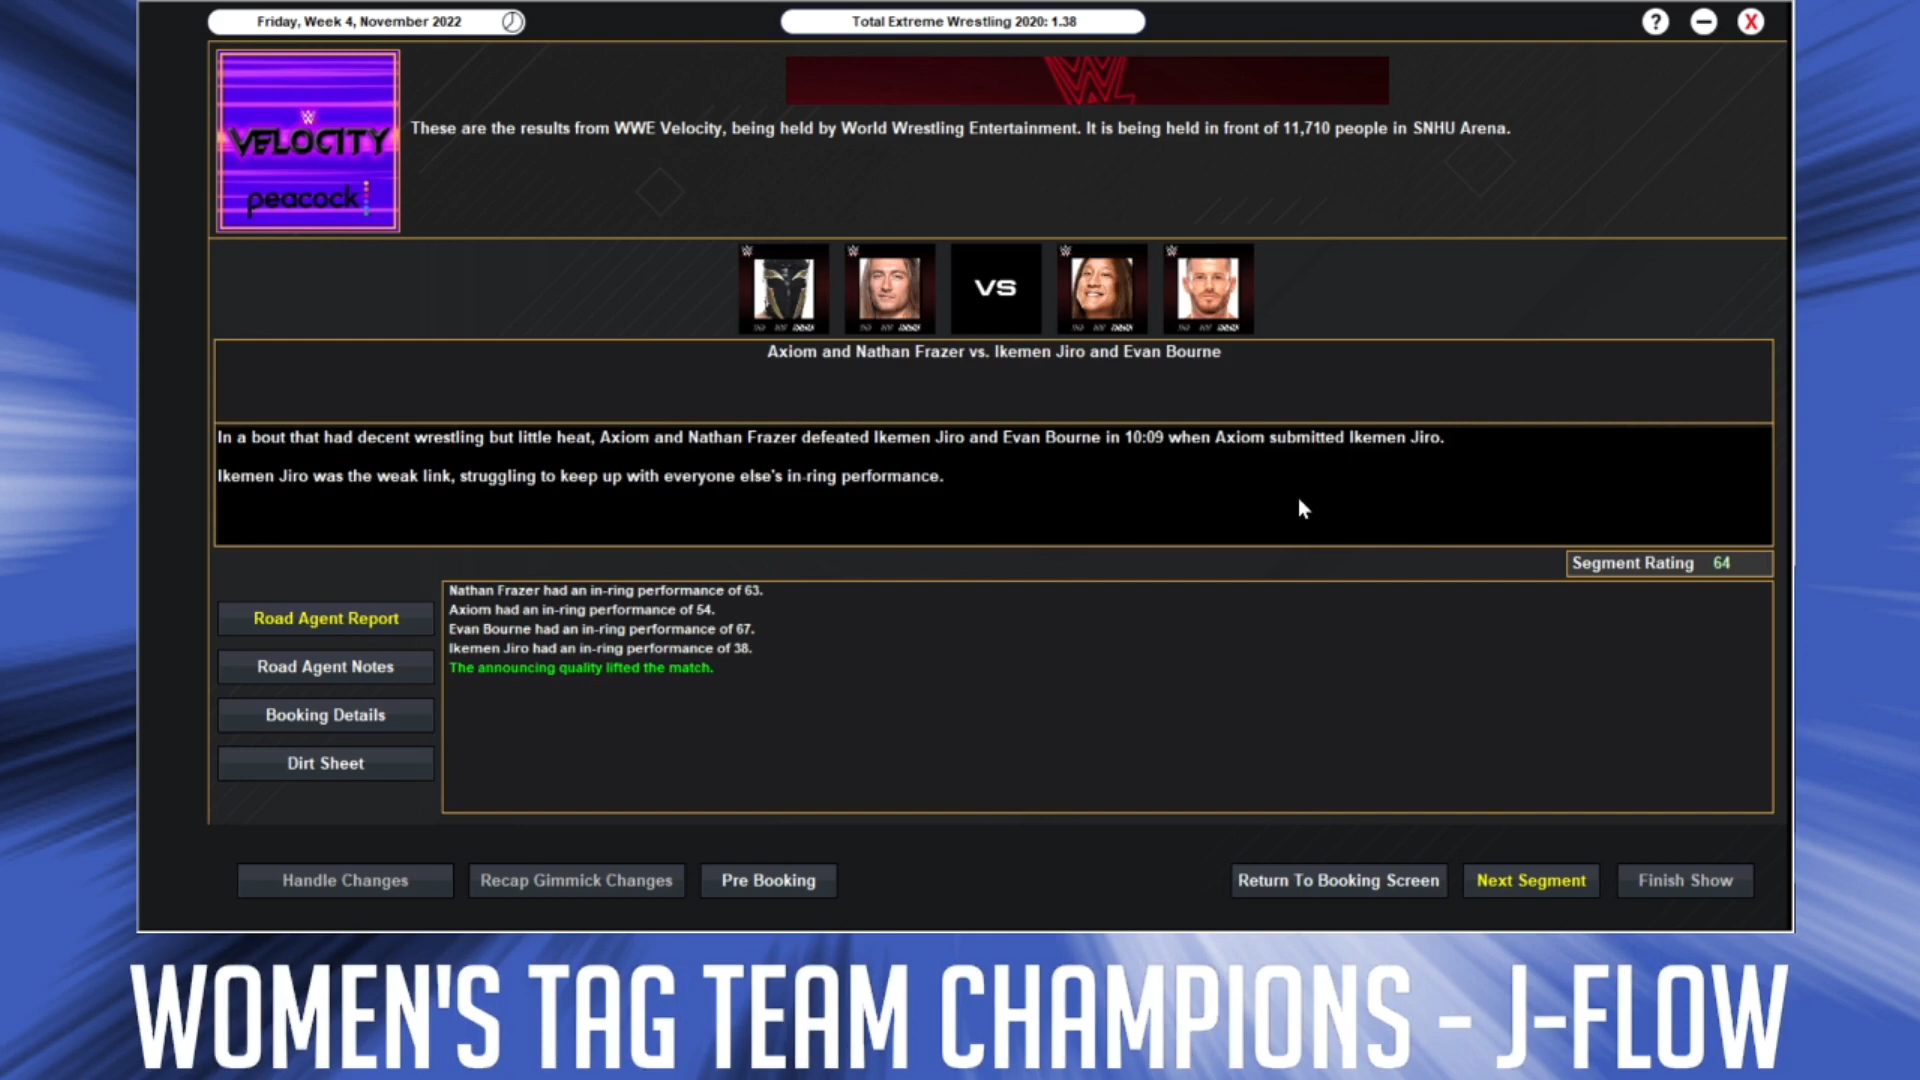 Friday, Week 4, November 2022
Total Extreme Wrestling 2020: 1.38
?
X
VELOCITY
peacock
These are the results from WWE Velocity, being held by World Wrestling Entertainment. It is being held in front of 11,710 people in SNHU Arena.
VS
Axiom and Nathan Frazer vs. Ikemen Jiro and Evan Bourne
In a bout that had decent wrestling but little heat, Axiom and Nathan Frazer defeated Ikemen Jiro and Evan Bourne in 10:09 when Axiom submitted Ikemen Jiro.
Ikemen Jiro was the weak link, struggling to keep up with everyone else's in-ring performance.
Segment Rating 64
Road Agent Report
Road Agent Notes
Booking Details
Dirt Sheet
Nathan Frazer had an in-ring performance of 63.
Axiom had an in-ring performance of 54.
Evan Bourne had an in-ring performance of 67.
Ikemen Jiro had an in-ring performance of 38.
The announcing quality lifted the match.
Handle Changes
Recap Gimmick Changes
Pre Booking
Return To Booking Screen
Next Segment
Finish Show
WOMEN'S TAG TEAM CHAMPIONS - J-FLOW